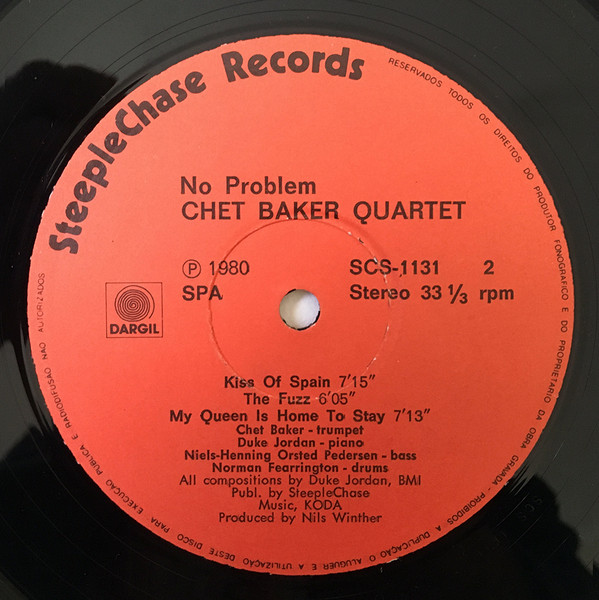 SteepleChase Records
RESERVADOS TODOS OS DIREITOS DO PRODUTOR FONOGRAFICO E DO PROPRIETARIO DA OBRA GRAVADA - PROIBIDOS A DUPLICAÇÃO O ALUGUER E A UTILIZAÇÃO DESTE DISCO PARA EXECUÇÃO PUBLICA E RADIODIFUSÃO NÃO AUTORIZADOS
No Problem
CHET BAKER QUARTET
Ⓟ 1980 SCS-1131 2
SPA Stereo 33 1/3 rpm
DARGIL
Kiss Of Spain 7'15"
The Fuzz 6'05"
My Queen Is Home To Stay 7'13"
Chet Baker - trumpet
Duke Jordan - piano
Niels-Henning Orsted Pedersen - bass
Norman Fearrington - drums
All compositions by Duke Jordan, BMI
Publ. by SteepleChase
Music, KODA
Produced by Nils Winther